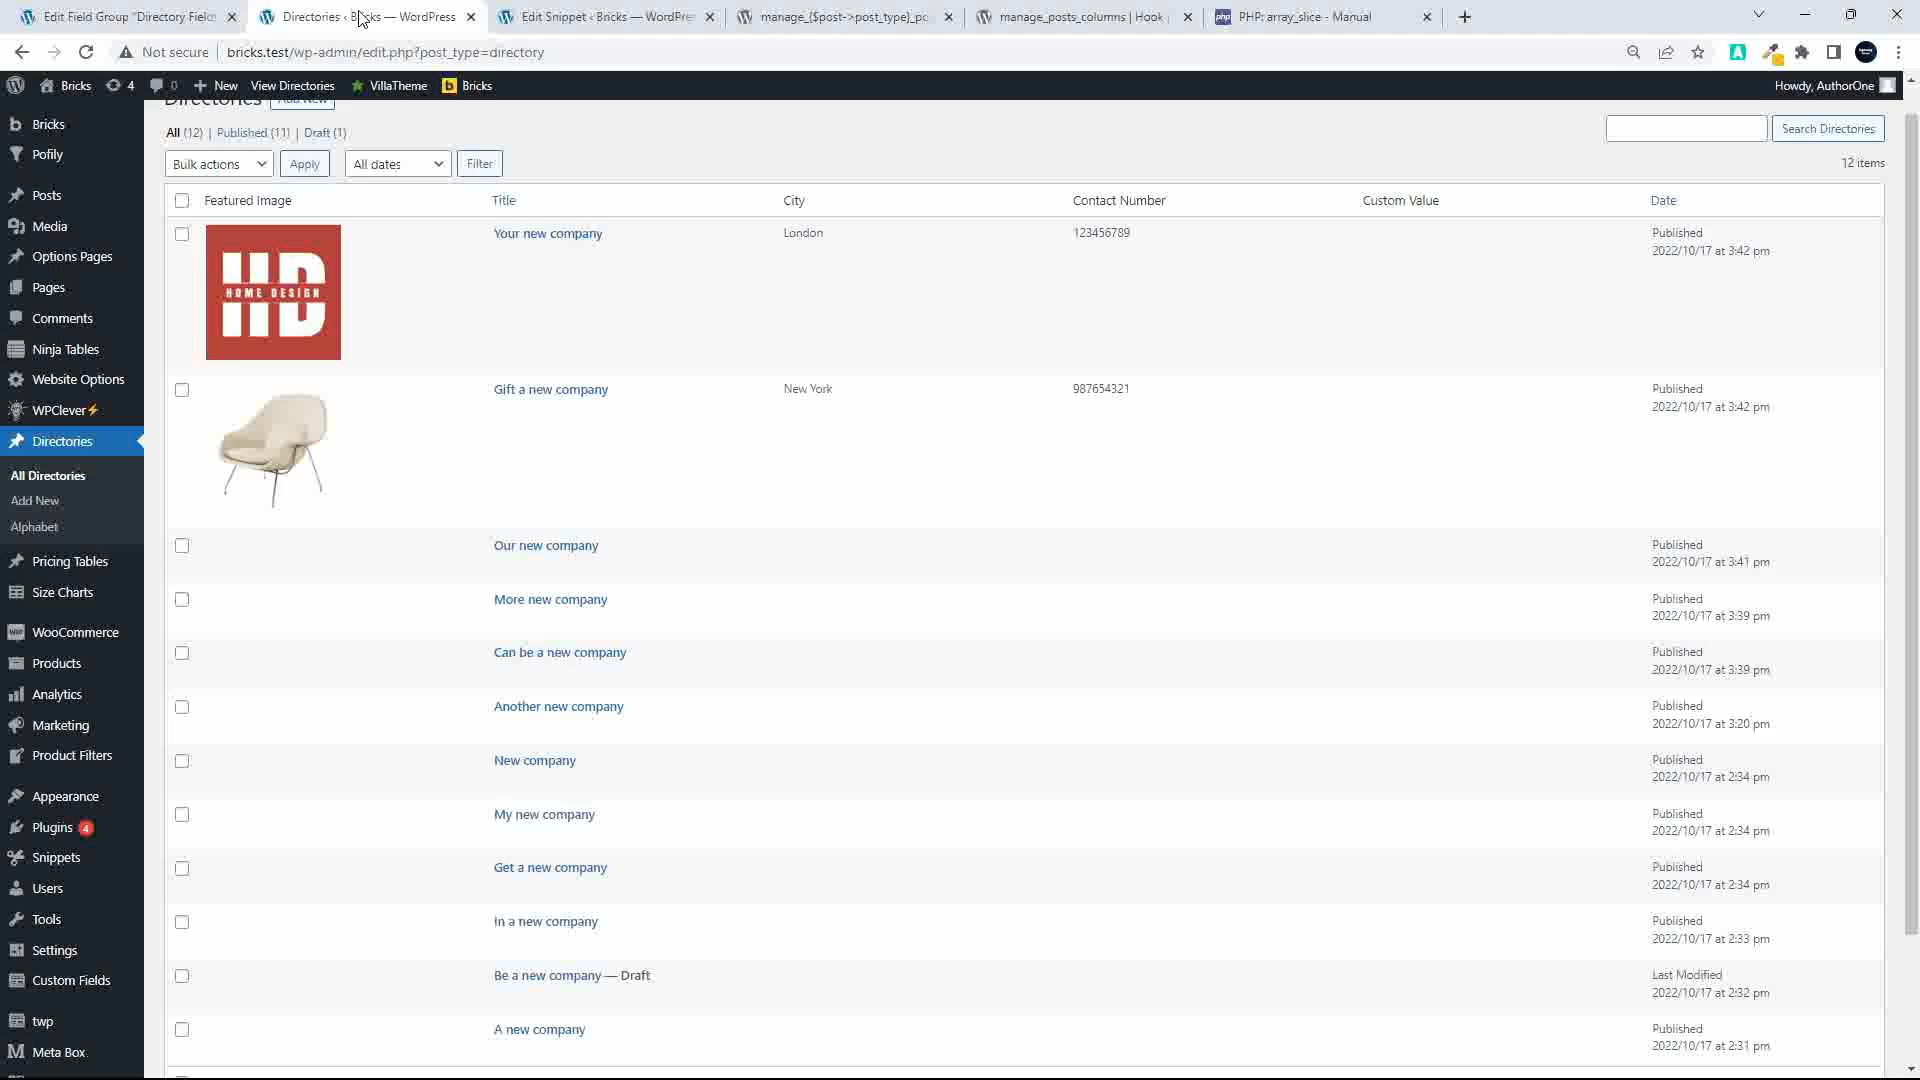 Edit Field Group "Directory Field
Directories ‹ Bricks — WordPress
Edit Snippet ‹ Bricks — WordPre
manage_{$post->post_type}_po
manage_posts_columns | Hook
php PHP: array_slice - Manual
Not secure
bricks.test/wp-admin/edit.php?post_type=directory
Bricks
4
0
New
View Directories
VillaTheme
b Bricks
Howdy, AuthorOne
b Bricks
Pofily
Posts
Media
Options Pages
Pages
Comments
Ninja Tables
Website Options
WPClever⚡
Directories
All Directories
Add New
Alphabet
Pricing Tables
Size Charts
WooCommerce
Products
Analytics
Marketing
Product Filters
Appearance
Plugins 4
Snippets
Users
Tools
Settings
Custom Fields
twp
M Meta Box
Directories Add New
All (12) | Published (11) | Draft (1)
Search Directories
Bulk actions Apply All dates Filter
12 items
Featured Image Title City Contact Number Custom Value Date
HD
HOME DESIGN
Your new company London 123456789 Published
2022/10/17 at 3:42 pm
Gift a new company New York 987654321 Published
2022/10/17 at 3:42 pm
Our new company Published
2022/10/17 at 3:41 pm
More new company Published
2022/10/17 at 3:39 pm
Can be a new company Published
2022/10/17 at 3:39 pm
Another new company Published
2022/10/17 at 3:20 pm
New company Published
2022/10/17 at 2:34 pm
My new company Published
2022/10/17 at 2:34 pm
Get a new company Published
2022/10/17 at 2:34 pm
In a new company Published
2022/10/17 at 2:33 pm
Be a new company — Draft Last Modified
2022/10/17 at 2:32 pm
A new company Published
2022/10/17 at 2:31 pm